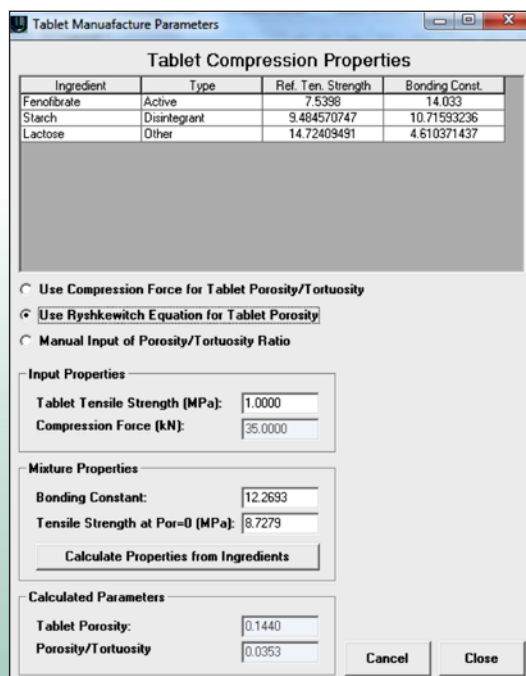 Tablet Manuafacture Parameters
Tablet Compression Properties
Ingredient Type Ref. Ten. Strength Bonding Const.
Fenofibrate Active 7.5398 14.033
Starch Disintegrant 9.484570747 10.71593236
Lactose Other 14.72409491 4.610371437
Use Compression Force for Tablet Porosity/Tortuosity
Use Ryshkewitch Equation for Tablet Porosity
Manual Input of Porosity/Tortuosity Ratio
Input Properties
Tablet Tensile Strength (MPa): 1.0000
Compression Force (kN): 35.0000
Mixture Properties
Bonding Constant: 12.2693
Tensile Strength at Por=0 (MPa): 8.7279
Calculate Properties from Ingredients
Calculated Parameters
Tablet Porosity: 0.1440
Porosity/Tortuosity 0.0353
Cancel Close